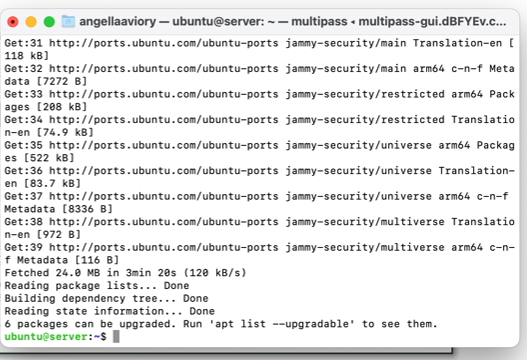 angellaaviory — ubuntu@server: ~ — multipass ◂ multipass-gui.dBFYEv.c...
Get:31 http://ports.ubuntu.com/ubuntu-ports jammy-security/main Translation-en [
118 kB]
Get:32 http://ports.ubuntu.com/ubuntu-ports jammy-security/main arm64 c-n-f Meta
data [7272 B]
Get:33 http://ports.ubuntu.com/ubuntu-ports jammy-security/restricted arm64 Pack
ages [208 kB]
Get:34 http://ports.ubuntu.com/ubuntu-ports jammy-security/restricted Translatio
n-en [74.9 kB]
Get:35 http://ports.ubuntu.com/ubuntu-ports jammy-security/universe arm64 Packag
es [522 kB]
Get:36 http://ports.ubuntu.com/ubuntu-ports jammy-security/universe Translation-
en [83.7 kB]
Get:37 http://ports.ubuntu.com/ubuntu-ports jammy-security/universe arm64 c-n-f
Metadata [8336 B]
Get:38 http://ports.ubuntu.com/ubuntu-ports jammy-security/multiverse Translatio
n-en [972 B]
Get:39 http://ports.ubuntu.com/ubuntu-ports jammy-security/multiverse arm64 c-n-
f Metadata [116 B]
Fetched 24.0 MB in 3min 20s (120 kB/s)
Reading package lists... Done
Building dependency tree... Done
Reading state information... Done
6 packages can be upgraded. Run 'apt list --upgradable' to see them.
ubuntu@server:~$